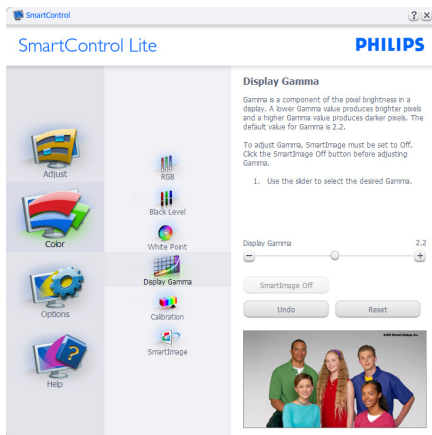 SmartControl
SmartControl Lite
PHILIPS
Adjust
Color
Options
Help
RGB
Black Level
White Point
Display Gamma
Calibration
SmartImage
Display Gamma
Gamma is a component of the pixel brightness in a
display. A lower Gamma value produces brighter pixels
and a higher Gamma value produces darker pixels. The
default value for Gamma is 2.2.
To adjust Gamma, SmartImage must be set to Off.
Click the SmartImage Off button before adjusting
Gamma.
1. Use the slider to select the desired Gamma.
Display Gamma 2.2
SmartImage Off
Undo Reset